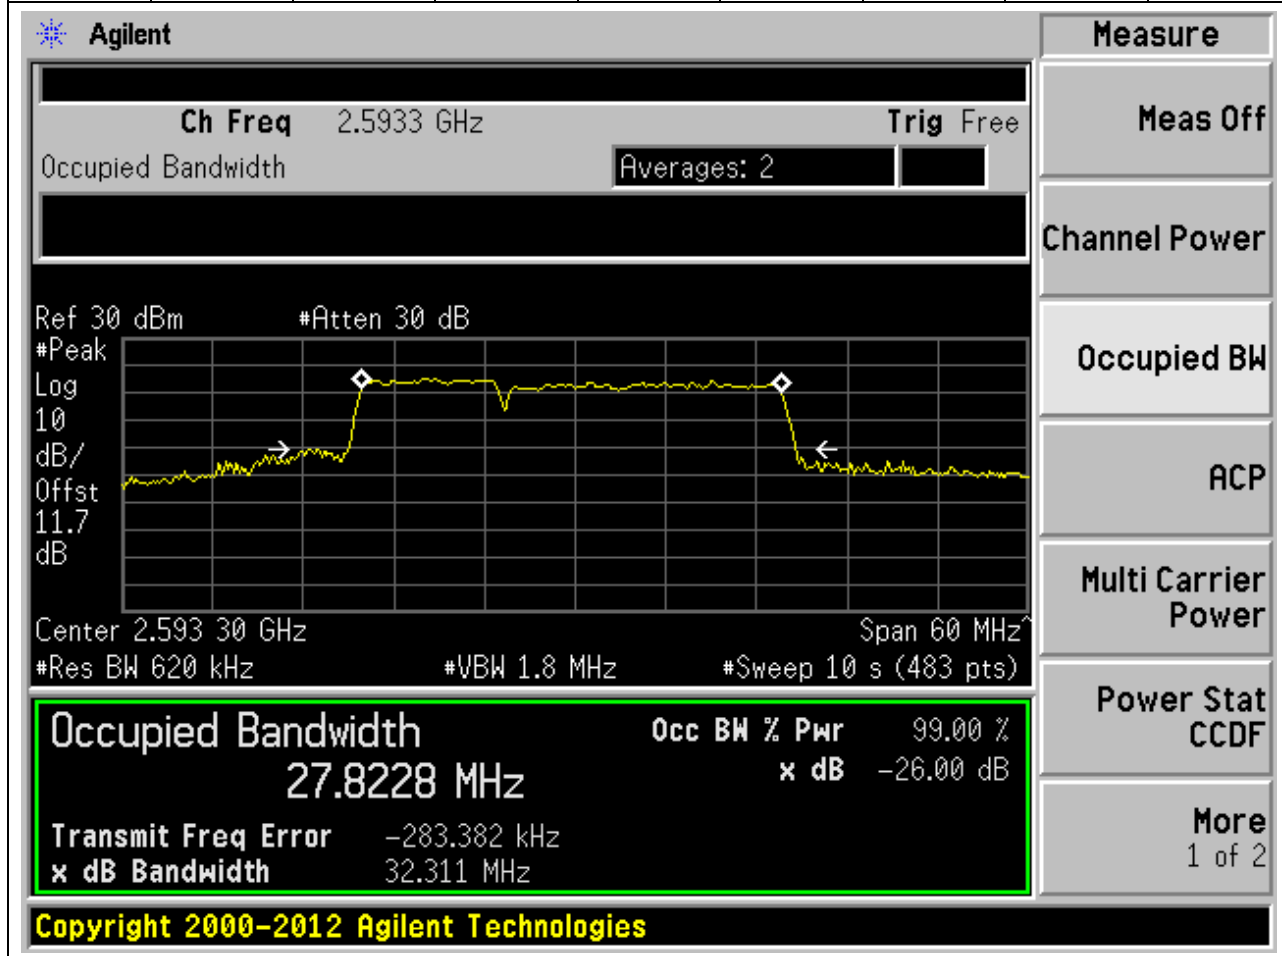 Agilent
Measure
Ch Freq 2.5933 GHz Trig Free
Meas Off
Occupied Bandwidth Averages: 2
Channel Power
Ref 30 dBm #Atten 30 dB
#Peak
Log
10
dB/
Offst
11.7
dB
Occupied BW
ACP
Multi Carrier
Power
Center 2.593 30 GHz Span 60 MHz^
#Res BW 620 kHz #VBW 1.8 MHz #Sweep 10 s (483 pts)
Power Stat
CCDF
Occupied Bandwidth Occ BW % Pwr 99.00 %
27.8228 MHz x dB -26.00 dB
Transmit Freq Error -283.382 kHz
x dB Bandwidth 32.311 MHz
More
1 of 2
Copyright 2000-2012 Agilent Technologies